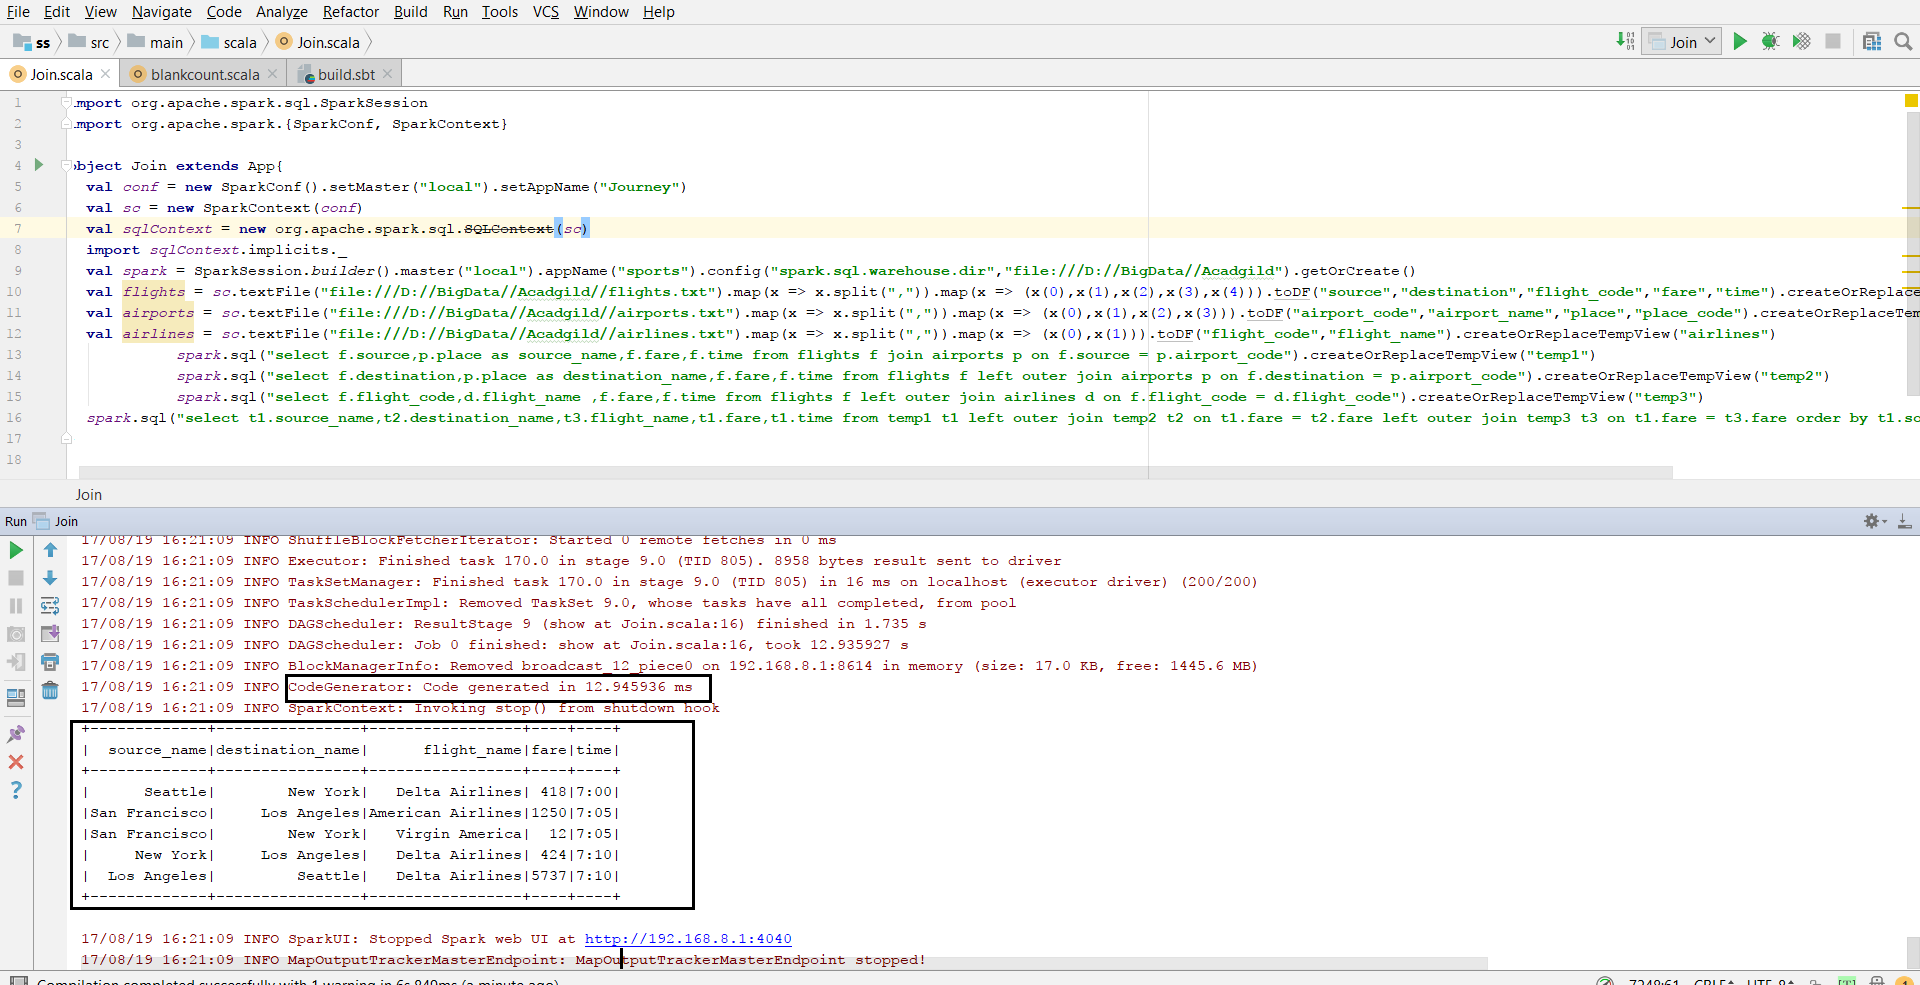 File Edit View Navigate Code Analyze Refactor Build Run Tools VCS Window Help
ss src main scala Join.scala
Join
Join.scala blankcount.scala build.sbt
1 import org.apache.spark.sql.SparkSession
2 import org.apache.spark.{SparkConf, SparkContext}
3
4 object Join extends App{
5 val conf = new SparkConf().setMaster("local").setAppName("Journey")
6 val sc = new SparkContext(conf)
7 val sqlContext = new org.apache.spark.sql.SQLContext(sc)
8 import sqlContext.implicits._
9 val spark = SparkSession.builder().master("local").appName("sports").config("spark.sql.warehouse.dir","file:///D://BigData//Acadgild").getOrCreate()
10 val flights = sc.textFile("file:///D://BigData//Acadgild//flights.txt").map(x => x.split(",")).map(x => (x(0),x(1),x(2),x(3),x(4))).toDF("source","destination","flight_code","fare","time").createOrReplace
11 val airports = sc.textFile("file:///D://BigData//Acadgild//airports.txt").map(x => x.split(",")).map(x => (x(0),x(1),x(2),x(3))).toDF("airport_code","airport_name","place","place_code").createOrReplaceTem
12 val airlines = sc.textFile("file:///D://BigData//Acadgild//airlines.txt").map(x => x.split(",")).map(x => (x(0),x(1))).toDF("flight_code","flight_name").createOrReplaceTempView("airlines")
13 spark.sql("select f.source,p.place as source_name,f.fare,f.time from flights f join airports p on f.source = p.airport_code").createOrReplaceTempView("temp1")
14 spark.sql("select f.destination,p.place as destination_name,f.fare,f.time from flights f left outer join airports p on f.destination = p.airport_code").createOrReplaceTempView("temp2")
15 spark.sql("select f.flight_code,d.flight_name ,f.fare,f.time from flights f left outer join airlines d on f.flight_code = d.flight_code").createOrReplaceTempView("temp3")
16 spark.sql("select t1.source_name,t2.destination_name,t3.flight_name,t1.fare,t1.time from temp1 t1 left outer join temp2 t2 on t1.fare = t2.fare left outer join temp3 t3 on t1.fare = t3.fare order by t1.so
17
18
Join
Run Join
17/08/19 16:21:09 INFO ShuffleBlockFetcherIterator: Started 0 remote fetches in 0 ms
17/08/19 16:21:09 INFO Executor: Finished task 170.0 in stage 9.0 (TID 805). 8958 bytes result sent to driver
17/08/19 16:21:09 INFO TaskSetManager: Finished task 170.0 in stage 9.0 (TID 805) in 16 ms on localhost (executor driver) (200/200)
17/08/19 16:21:09 INFO TaskSchedulerImpl: Removed TaskSet 9.0, whose tasks have all completed, from pool
17/08/19 16:21:09 INFO DAGScheduler: ResultStage 9 (show at Join.scala:16) finished in 1.735 s
17/08/19 16:21:09 INFO DAGScheduler: Job 0 finished: show at Join.scala:16, took 12.935927 s
17/08/19 16:21:09 INFO BlockManagerInfo: Removed broadcast_12_piece0 on 192.168.8.1:8614 in memory (size: 17.0 KB, free: 1445.6 MB)
17/08/19 16:21:09 INFO CodeGenerator: Code generated in 12.945936 ms
17/08/19 16:21:09 INFO SparkContext: Invoking stop() from shutdown hook
+-------------+----------------+-----------------+----+----+
|  source_name|destination_name|      flight_name|fare|time|
+-------------+----------------+-----------------+----+----+
|      Seattle|        New York|   Delta Airlines| 418|7:00|
|San Francisco|     Los Angeles|American Airlines|1250|7:05|
|San Francisco|        New York|   Virgin America|  12|7:05|
|     New York|     Los Angeles|   Delta Airlines| 424|7:10|
|  Los Angeles|         Seattle|   Delta Airlines|5737|7:10|
+-------------+----------------+-----------------+----+----+
17/08/19 16:21:09 INFO SparkUI: Stopped Spark web UI at http://192.168.8.1:4040
17/08/19 16:21:09 INFO MapOutputTrackerMasterEndpoint: MapOutputTrackerMasterEndpoint stopped!
Compilation completed successfully with 1 warning in 6s 849ms (a minute ago) 7248:61 CRLF UTF-8